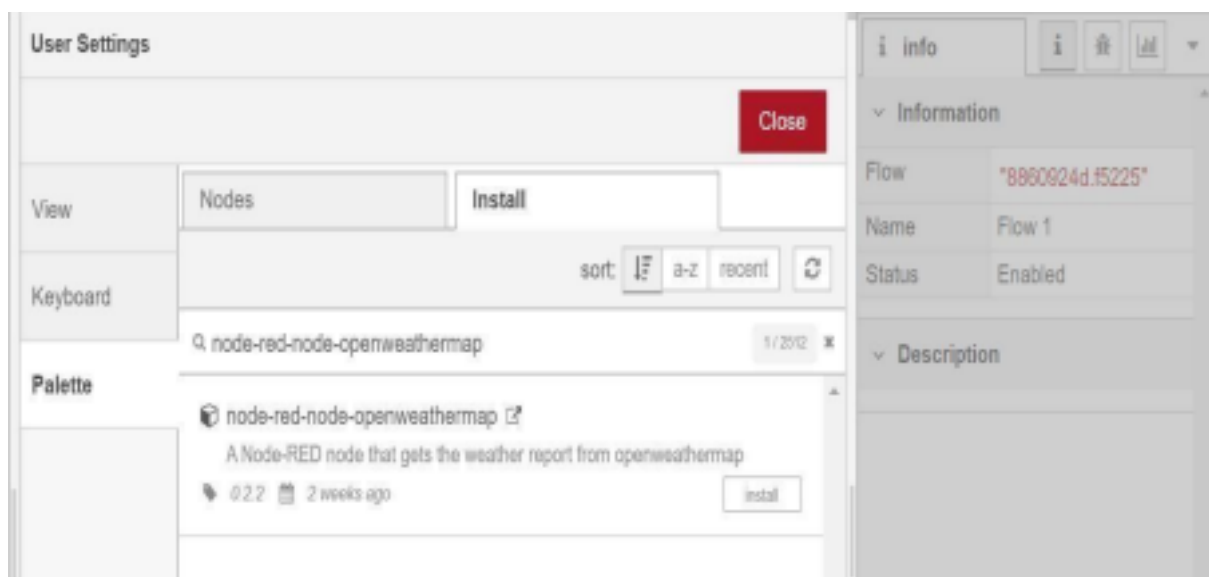 User Settings
Close
View
Keyboard
Palette
Nodes
Install
sort: a-z recent
node-red-node-openweathermap
1 / 2512 x
node-red-node-openweathermap
A Node-RED node that gets the weather report from openweathermap
0.2.2 2 weeks ago
install
i info
i
Information
Flow "8860924d.f5225"
Name Flow 1
Status Enabled
Description